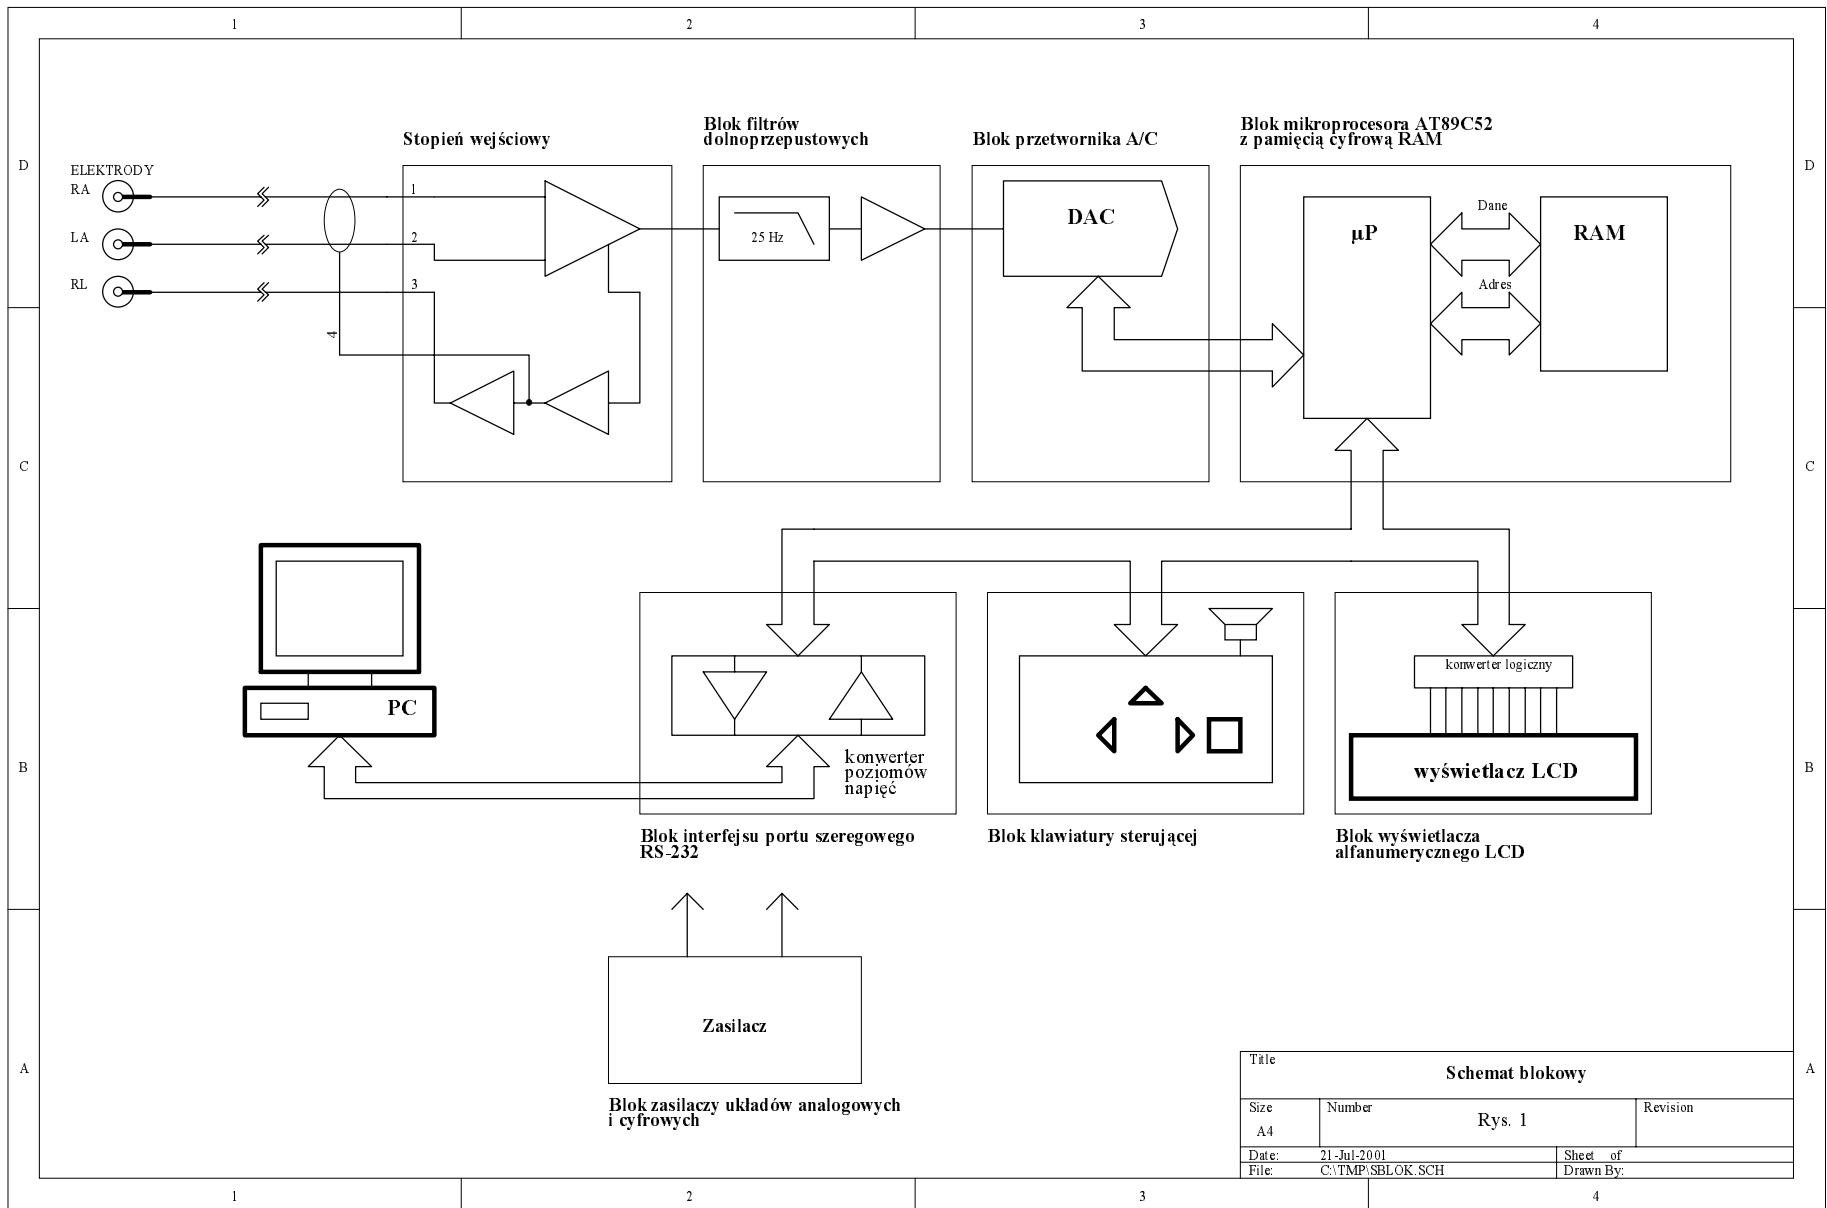 1
2
3
4
Stopień wejściowy
Blok filtrów
dolnoprzepustowych
Blok przetwornika A/C
Blok mikroprocesora AT89C52
z pamięcią cyfrową RAM
D
D
ELEKTRODY
RA
LA
RL
1
2
3
4
25 Hz
DAC
µP
Dane
Adres
RAM
C
C
PC
konwerter
poziomów
napięć
konwerter logiczny
wyświetlacz LCD
B
B
Blok interfejsu portu szeregowego
RS-232
Blok klawiatury sterującej
Blok wyświetlacza
alfanumerycznego LCD
Zasilacz
Blok zasilaczy układów analogowych
i cyfrowych
A
A
Title
Schemat blokowy
Size
A4
Number
Rys. 1
Revision
Date: 21-Jul-2001
Sheet of
File: C:\TMP\SBLOK.SCH
Drawn By:
1
2
3
4